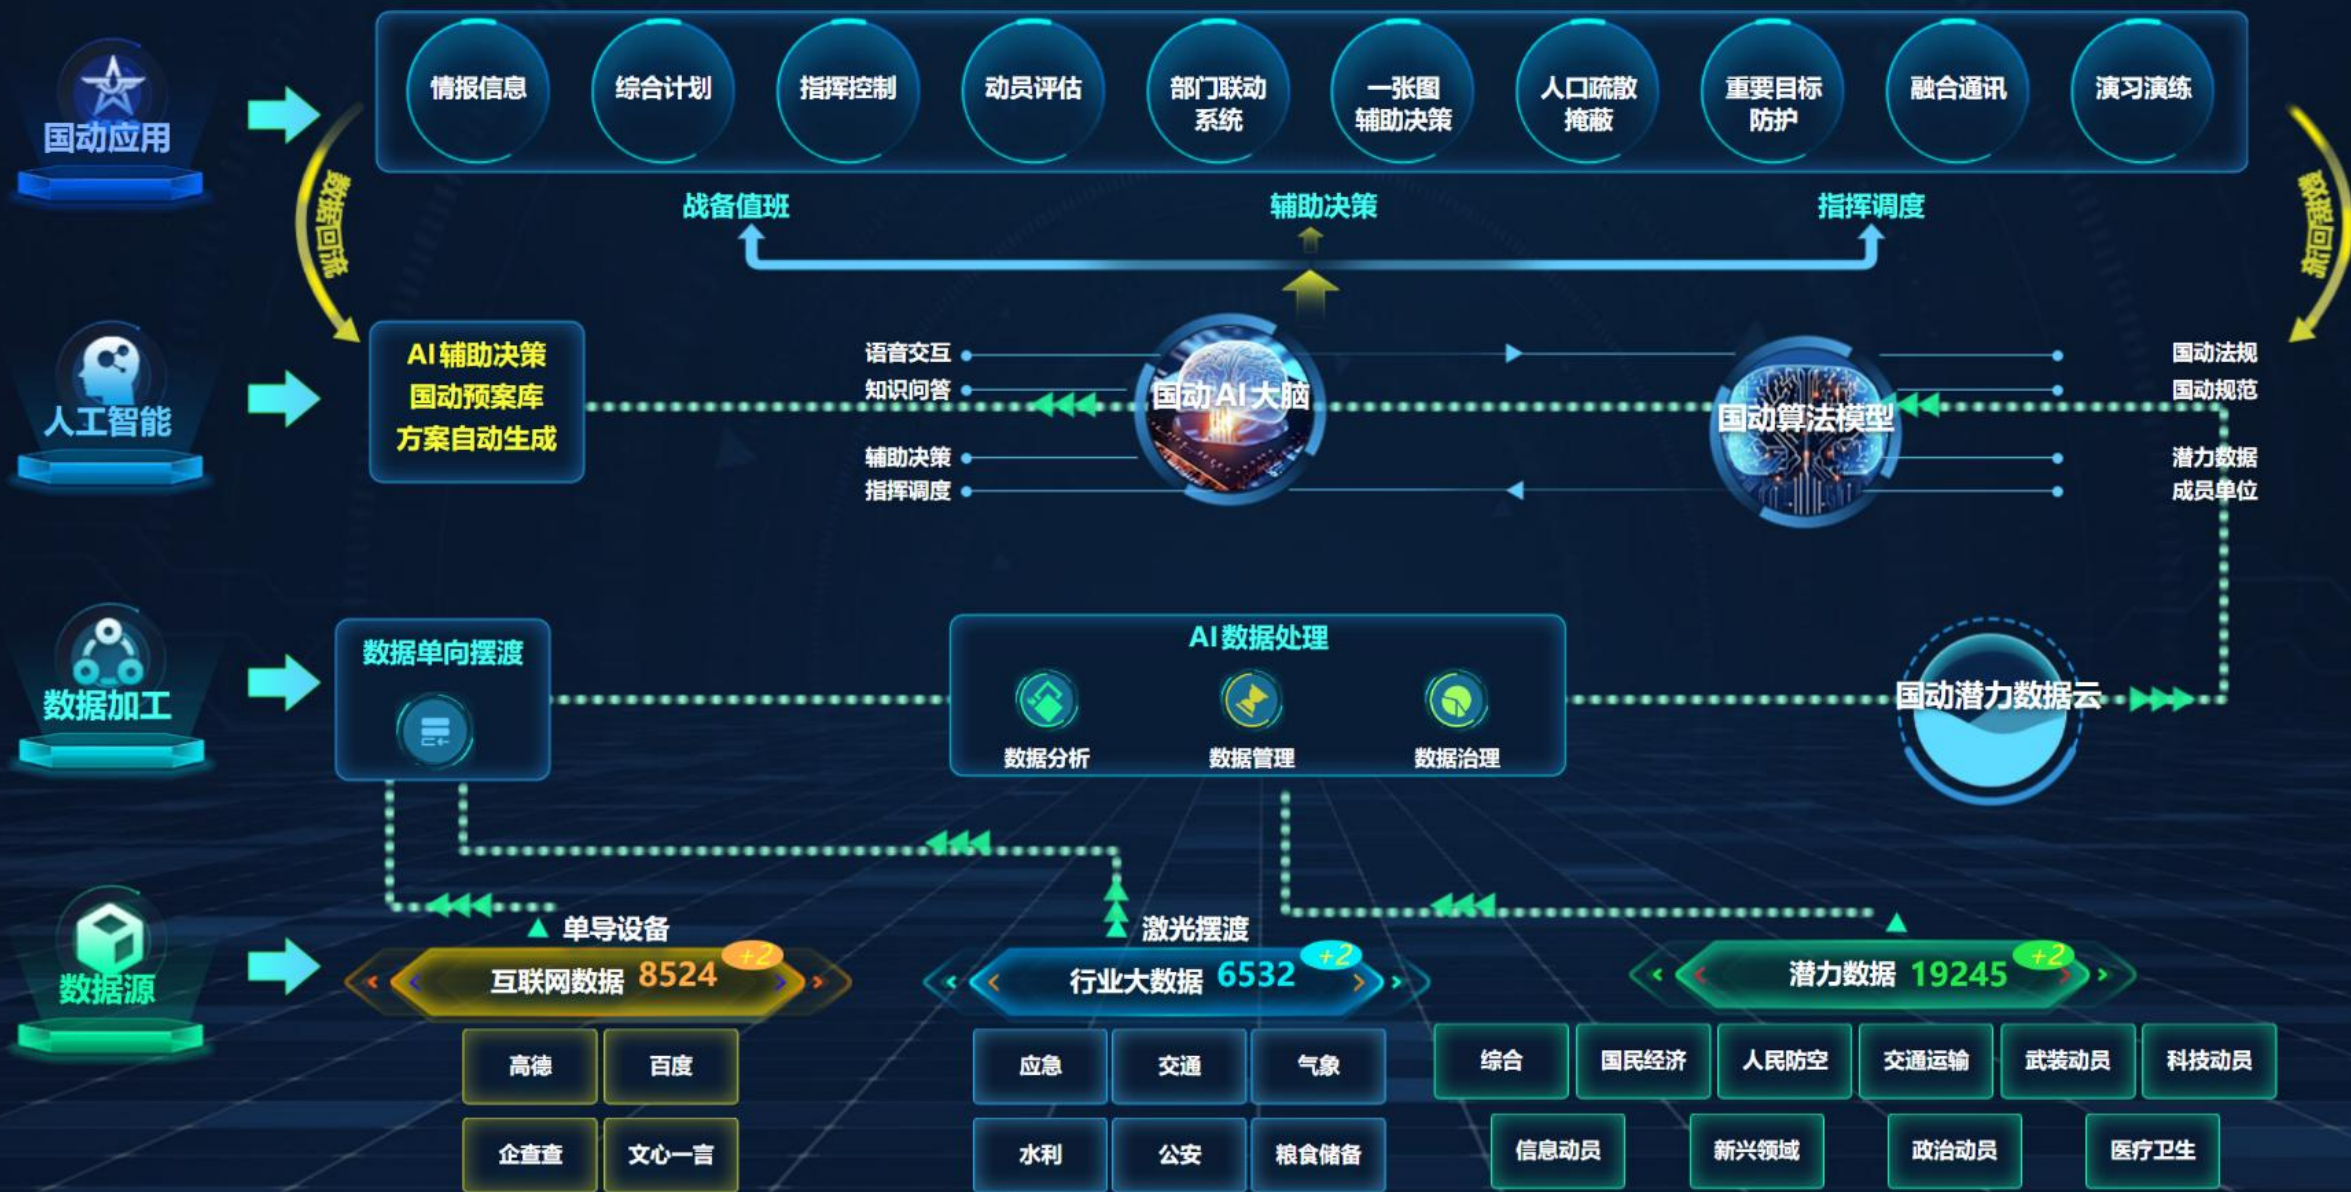 国动应用
情报信息
综合计划
指挥控制
动员评估
部门联动
系统
一张图
辅助决策
人口疏散
掩蔽
重要目标
防护
融合通讯
演习演练
数据回流
数据回流
战备值班
辅助决策
指挥调度
人工智能
AI辅助决策
国动预案库
方案自动生成
语音交互
知识问答
辅助决策
指挥调度
国动AI大脑
国动算法模型
国动法规
国动规范
潜力数据
成员单位
数据加工
数据单向摆渡
AI数据处理
数据分析
数据管理
数据治理
国动潜力数据云
数据源
单导设备
互联网数据 8524 +2
高德
百度
企查查
文心一言
激光摆渡
行业大数据 6532 +2
应急
交通
气象
水利
公安
粮食储备
潜力数据 19245 +2
综合
国民经济
人民防空
交通运输
武装动员
科技动员
信息动员
新兴领域
政治动员
医疗卫生